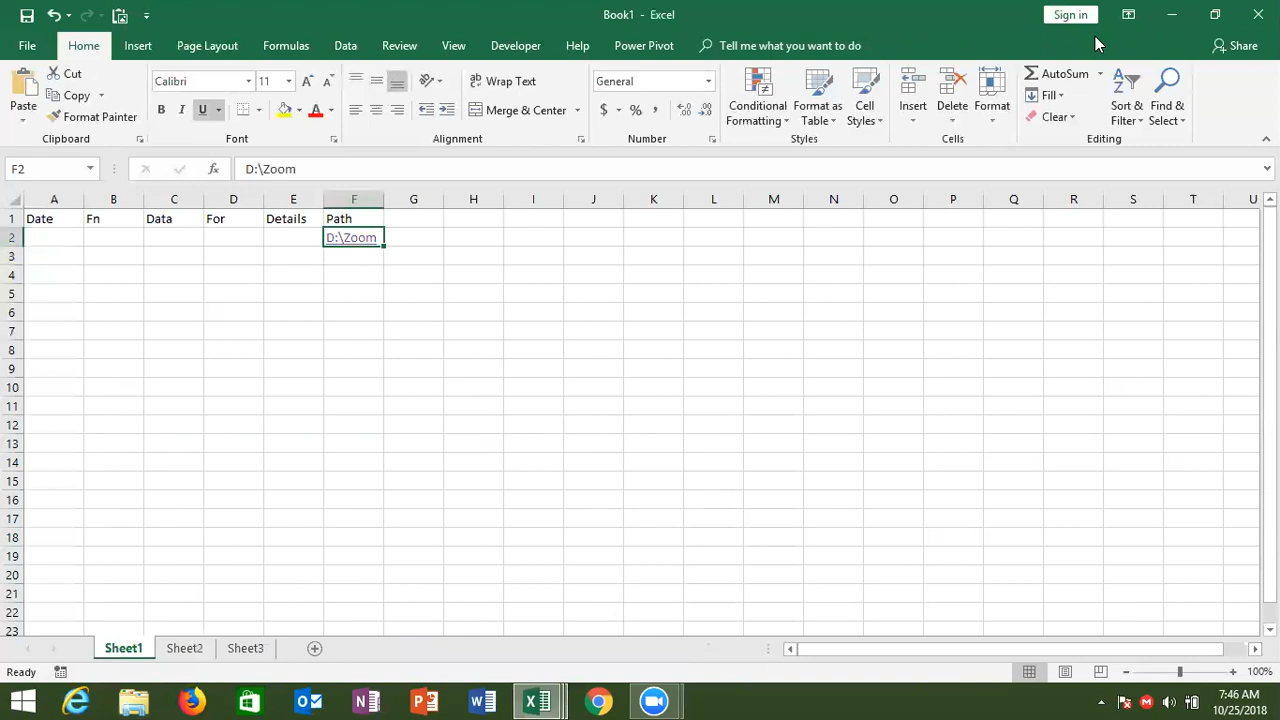 Book1 - Excel
Sign in
File Home Insert Page Layout Formulas Data Review View Developer Help Power Pivot Tell me what you want to do Share
Paste
Cut
Copy
Format Painter
Clipboard
Calibri 11
B I U
Font
Wrap Text
Merge & Center
Alignment
General
$ % ,
Number
Conditional Formatting
Format as Table
Cell Styles
Styles
Insert
Delete
Format
Cells
AutoSum
Fill
Clear
Sort & Filter
Find & Select
Editing
F2 fx D:\Zoom
A B C D E F G H I J K L M N O P Q R S T U
1 Date Fn Data For Details Path
2 D:\Zoom
3
4
5
6
7
8
9
10
11
12
13
14
15
16
17
18
19
20
21
22
23
Sheet1 Sheet2 Sheet3
Ready 100%
7:46 AM
10/25/2018